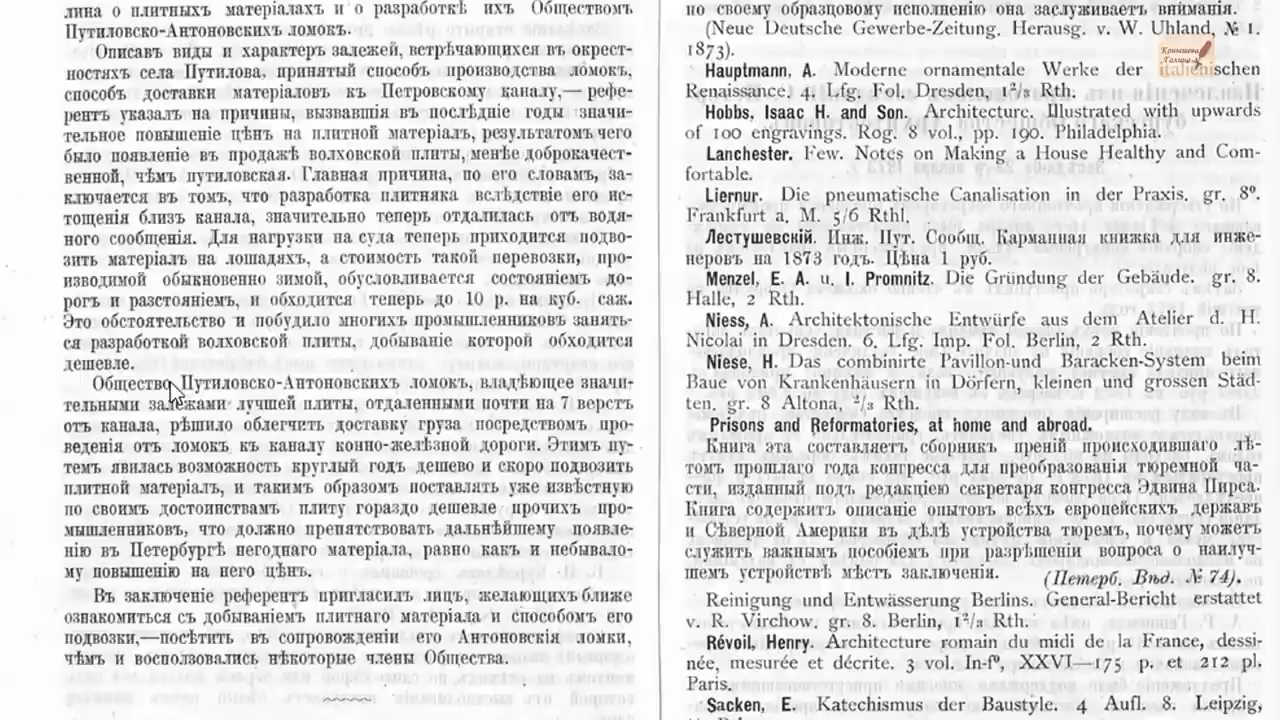 лина о плитныхъ матеріалахъ и о разработкѣ ихъ Обществомъ
Путиловско-Антоновскихъ ломокъ.
Описавъ виды и характеръ залежей, встрѣчающихся въ окрест-
ностяхъ села Путилова, принятый способъ производства ломокъ,
способъ доставки матеріаловъ къ Петровскому каналу,— рефе-
рентъ указалъ на причины, вызвавшія въ послѣдніе годы значи-
тельное повышеніе цѣнъ на плитной матеріалъ, результатомъ чего
было появленіе въ продажѣ волховской плиты, менѣе доброкачест-
венной, чѣмъ путиловская. Главная причина, по его словамъ, за-
ключается въ томъ, что разработка плитняка вслѣдствіе его ис-
тощенія близъ канала, значительно теперь отдалилась отъ водя-
ного сообщенія. Для нагрузки на суда теперь приходится подво-
зить матеріалъ на лошадяхъ, а стоимость такой перевозки, про-
изводимой обыкновенно зимой, обусловливается состояніемъ до-
рогъ и разстояніемъ, и обходится теперь до 10 р. на куб. саж.
Это обстоятельство и побудило многихъ промышленниковъ занять-
ся разработкой волховской плиты, добываніе которой обходится
дешевле.
Общество Путиловско-Антоновскихъ ломокъ, владѣющее значи-
тельными залежами лучшей плиты, отдаленными почти на 7 верстъ
отъ канала, рѣшило облегчить доставку груза посредствомъ про-
веденія отъ ломокъ къ каналу конно-желѣзной дороги. Этимъ пу-
темъ явилась возможность круглый годъ дешево и скоро подвозить
плитной матеріалъ, и такимъ образомъ поставлять уже извѣстную
по своимъ достоинствамъ плиту гораздо дешевле прочихъ про-
мышленниковъ, что должно препятствовать дальнѣйшему появле-
нію въ Петербургѣ негоднаго матеріала, равно какъ и небывало-
му повышенію на него цѣнъ.
Въ заключеніе референтъ пригласилъ лицъ, желающихъ ближе
ознакомиться съ добываніемъ плитнаго матеріала и способомъ его
подвозки,—посѣтить въ сопровожденіи его Антоновскія ломки,
чѣмъ и воспользовались нѣкоторые члены Общества.
по своему образцовому исполненію она заслуживаетъ вниманія.
(Neue Deutsche Gewerbe-Zeitung. Herausg. v. W. Uhland, № 1.
1873).
Hauptmann, A. Moderne ornamentale Werke der italienischen
Renaissance. 4. Lfg. Fol. Dresden, 1²/₃ Rth.
Hobbs, Isaac H. and Son. Architecture. Illustrated with upwards
of 100 engravings. Rog. 8 vol., pp. 190. Philadelphia.
Lanchester. Few. Notes on Making a House Healthy and Com-
fortable.
Liernur. Die pneumatische Canalisation in der Praxis. gr. 8⁰.
Frankfurt a. M. 5/6 Rthl.
Лестушевскій. Инж. Пут. Сообщ. Карманная книжка для инже-
неровъ на 1873 годъ. Цѣна 1 руб.
Menzel, E. A. u. I. Promnitz. Die Gründung der Gebäude. gr. 8.
Halle, 2 Rth.
Niess, A. Architektonische Entwürfe aus dem Atelier d. H.
Nicolai in Dresden. 6. Lfg. Imp. Fol. Berlin, 2 Rth.
Niese, H. Das combinirte Pavillon- und Baracken-System beim
Baue von Krankenhäusern in Dörfern, kleinen und grossen Städ-
ten. gr. 8 Altona, ²/₃ Rth.
Prisons and Reformatories, at home and abroad.
Книга эта составляетъ сборникъ преній происходившаго лѣ-
томъ прошлаго года конгресса для преобразованія тюремной ча-
сти, изданный подъ редакціею секретаря конгресса Эдвина Пирса.
Книга содержитъ описаніе опытовъ всѣхъ европейскихъ державъ
и Сѣверной Америки въ дѣлѣ устройства тюремъ, почему можетъ
служить важнымъ пособіемъ при разрѣшеніи вопроса о наилуч-
шемъ устройствѣ мѣстъ заключенія.
(Петерб. Вѣд. № 74).
Reinigung und Entwässerung Berlins. General-Bericht erstattet
v. R. Virchow. gr. 8. Berlin, 1²/₃ Rth.
Révoil, Henry. Architecture romain du midi de la France, dessi-
née, mesurée et décrite. 3 vol. In-f⁰, XXVI—175 p. et 212 pl.
Paris.
Sacken, E. Katechismus der Baustyle. 4 Aufl. 8. Leipzig,
Крнышева
Галина